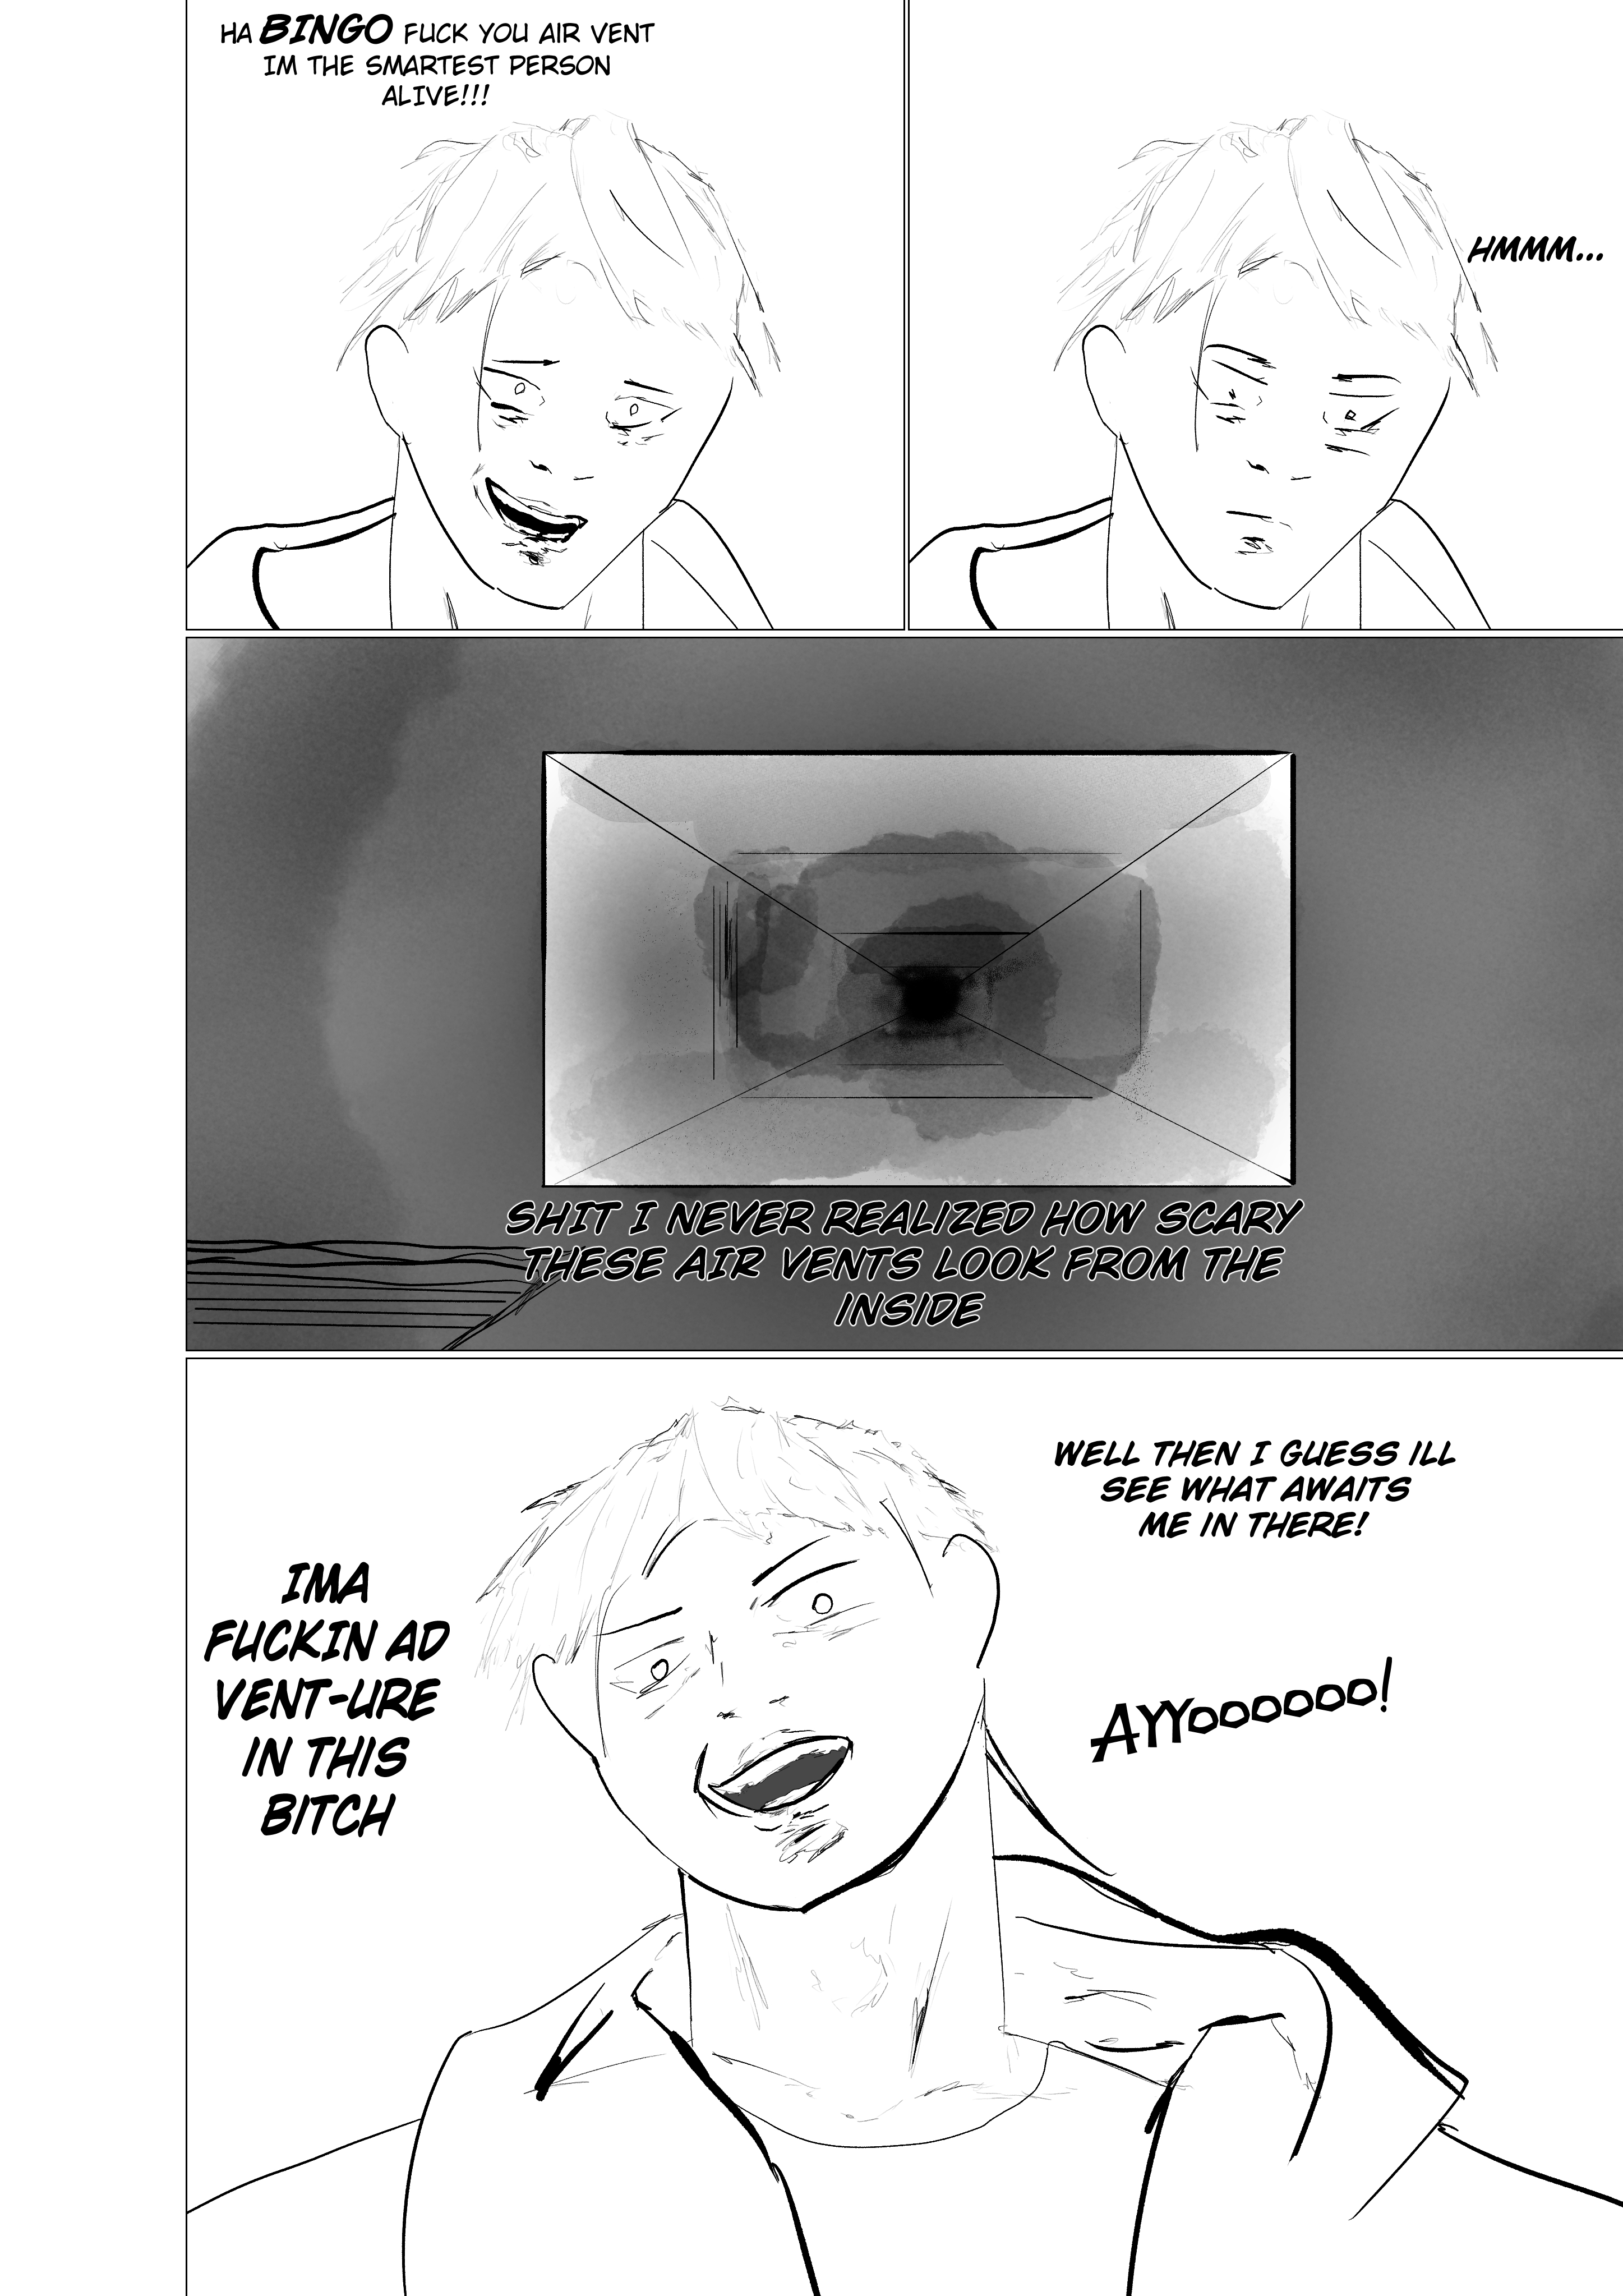 HA BINGO FUCK YOU AIR VENT
IM THE SMARTEST PERSON
ALIVE!!!
HMMM...
SHIT I NEVER REALIZED HOW SCARY
THESE AIR VENTS LOOK FROM THE
INSIDE
WELL THEN I GUESS ILL
SEE WHAT AWAITS
ME IN THERE!
IMA
FUCKIN AD
VENT-URE
IN THIS
BITCH
AYYOOOOOOO!